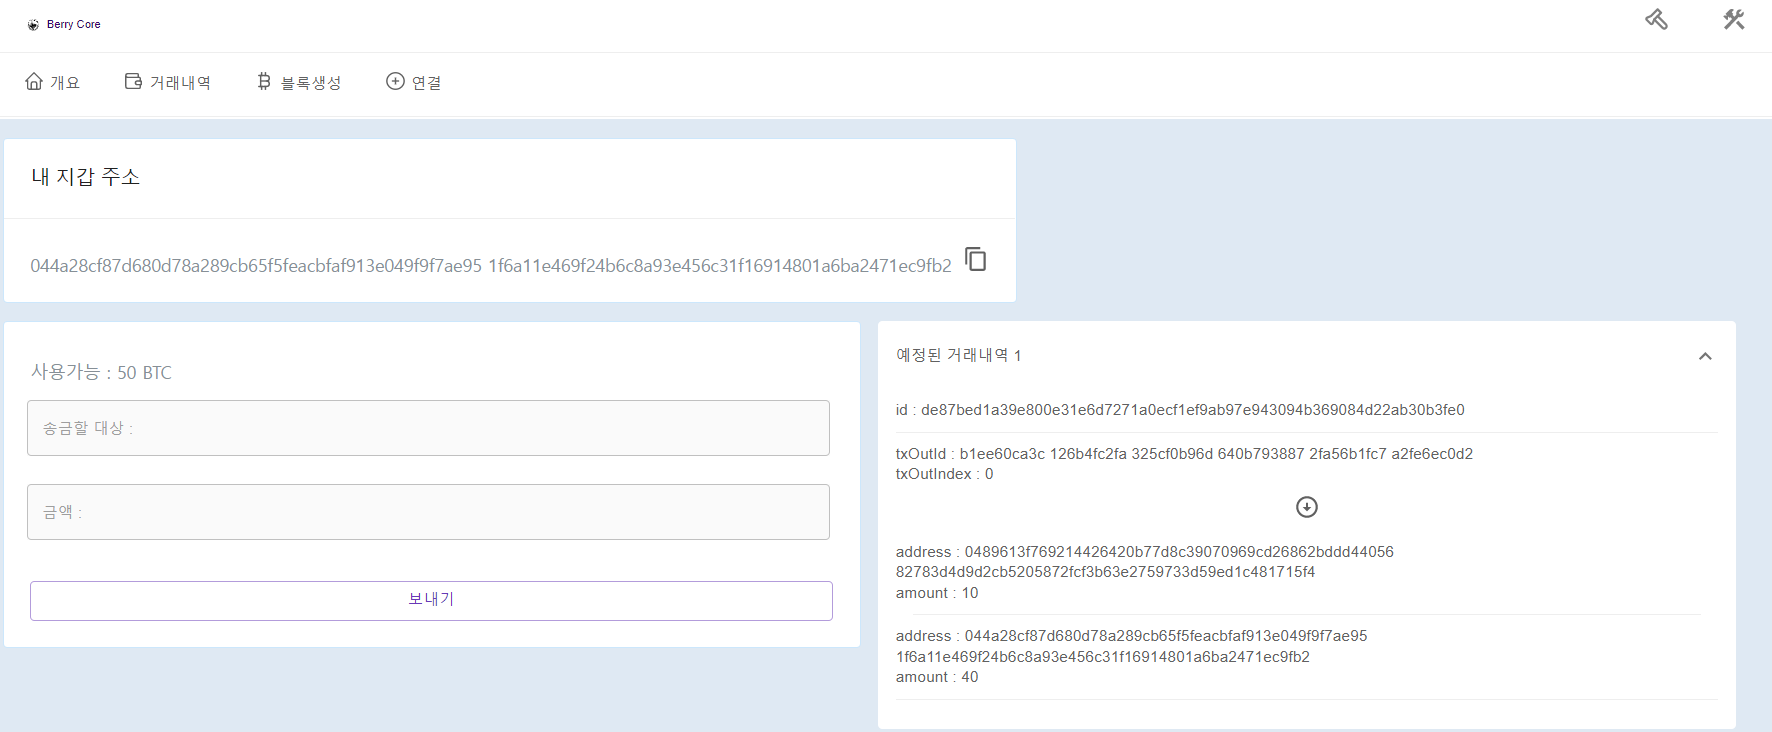 Berry Core
개요
거래내역
블록생성
연결
내 지갑 주소
044a28cf87d680d78a289cb65f5feacbfaf913e049f9f7ae95 1f6a11e469f24b6c8a93e456c31f16914801a6ba2471ec9fb2
사용가능 : 50 BTC
송금할 대상 :
금액 :
보내기
예정된 거래내역 1
id : de87bed1a39e800e31e6d7271a0ecf1ef9ab97e943094b369084d22ab30b3fe0
txOutId : b1ee60ca3c 126b4fc2fa 325cf0b96d 640b793887 2fa56b1fc7 a2fe6ec0d2
txOutIndex : 0
address : 0489613f769214426420b77d8c39070969cd26862bddd44056
82783d4d9d2cb5205872fcf3b63e2759733d59ed1c481715f4
amount : 10
address : 044a28cf87d680d78a289cb65f5feacbfaf913e049f9f7ae95
1f6a11e469f24b6c8a93e456c31f16914801a6ba2471ec9fb2
amount : 40